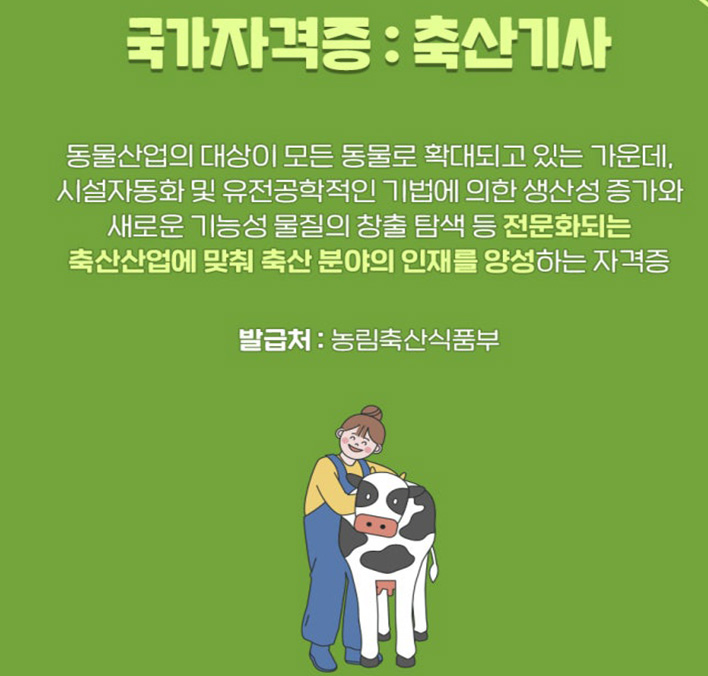 국가자격증 : 축산기사
동물산업의 대상이 모든 동물로 확대되고 있는 가운데,
시설자동화 및 유전공학적인 기법에 의한 생산성 증가와
새로운 기능성 물질의 창출 탐색 등 전문화되는
축산산업에 맞춰 축산 분야의 인재를 양성하는 자격증
발급처 : 농림축산식품부